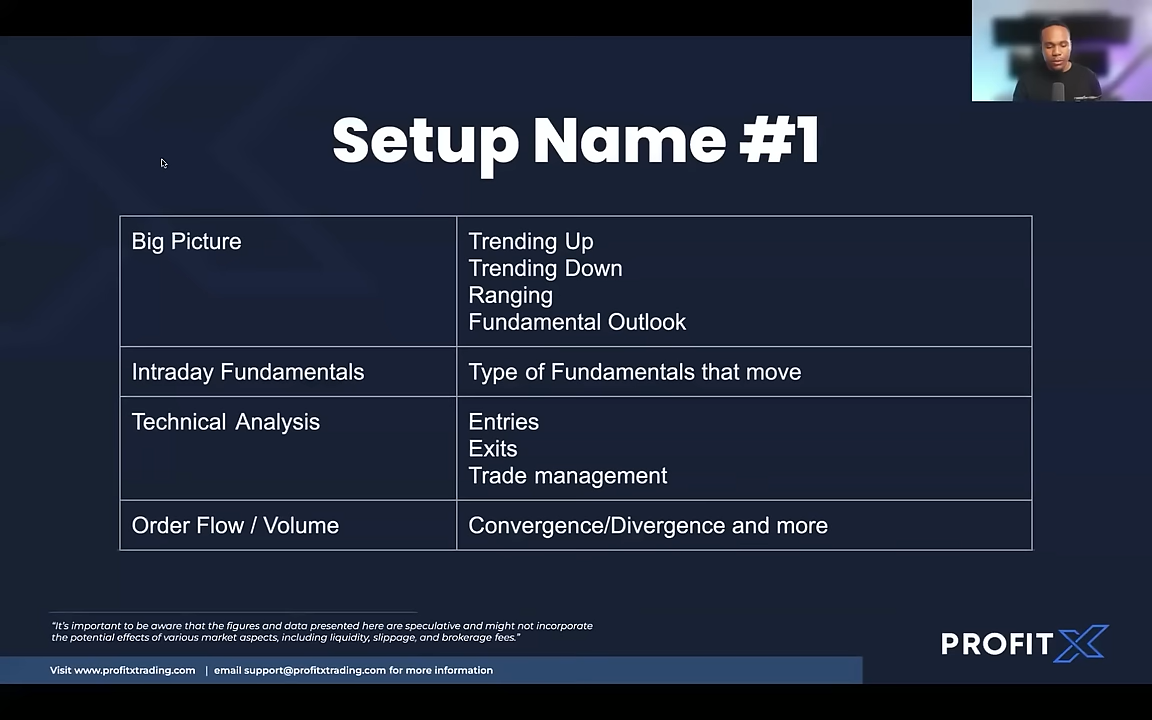 Setup Name #1
Big Picture
Trending Up
Trending Down
Ranging
Fundamental Outlook
Intraday Fundamentals
Type of Fundamentals that move
Technical Analysis
Entries
Exits
Trade management
Order Flow / Volume
Convergence/Divergence and more
“It’s important to be aware that the figures and data presented here are speculative and might not incorporate
the potential effects of various market aspects, including liquidity, slippage, and brokerage fees.”
PROFIT X
Visit www.profitxtrading.com | email support@profitxtrading.com for more information